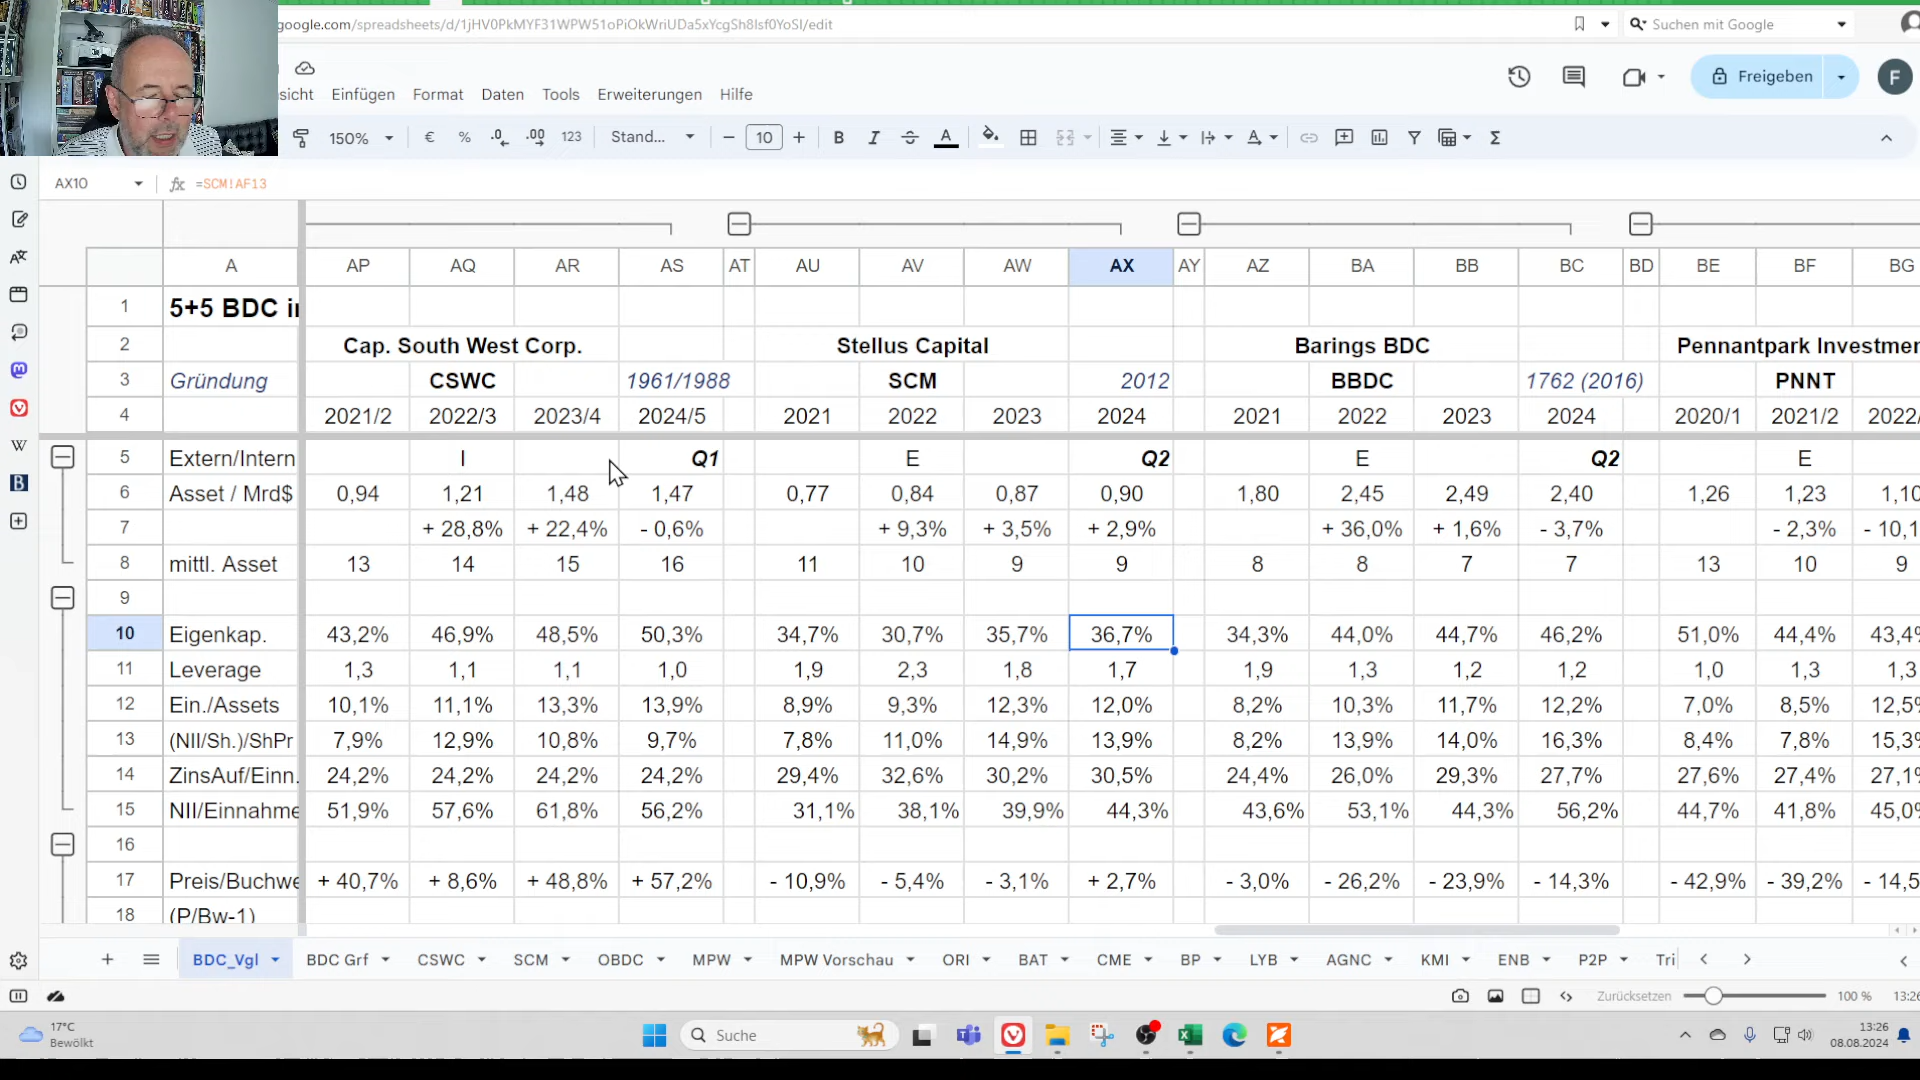 google.com/spreadsheets/d/1jHV0PkMYF31WPW51oPiOkWriUDa5xYcgSh8lsf0YoSI/edit
Suchen mit Google
sicht Einfügen Format Daten Tools Erweiterungen Hilfe
Freigeben
F
150% € % .0 .00 123 Stand... − 10 + B I A Σ
AX10 fx =SCM!AF13
A AP AQ AR AS AT AU AV AW AX AY AZ BA BB BC BD BE BF BG
1 5+5 BDC i
2 Cap. South West Corp. Stellus Capital Barings BDC Pennantpark Investmen
3 Gründung CSWC 1961/1988 SCM 2012 BBDC 1762 (2016) PNNT
4 2021/2 2022/3 2023/4 2024/5 2021 2022 2023 2024 2021 2022 2023 2024 2020/1 2021/2 2022/
5 Extern/Intern I Q1 E Q2 E Q2 E
6 Asset / Mrd$ 0,94 1,21 1,48 1,47 0,77 0,84 0,87 0,90 1,80 2,45 2,49 2,40 1,26 1,23 1,10
7 + 28,8% + 22,4% - 0,6% + 9,3% + 3,5% + 2,9% + 36,0% + 1,6% - 3,7% - 2,3% - 10,1
8 mittl. Asset 13 14 15 16 11 10 9 9 8 8 7 7 13 10 9
9
10 Eigenkap. 43,2% 46,9% 48,5% 50,3% 34,7% 30,7% 35,7% 36,7% 34,3% 44,0% 44,7% 46,2% 51,0% 44,4% 43,4%
11 Leverage 1,3 1,1 1,1 1,0 1,9 2,3 1,8 1,7 1,9 1,3 1,2 1,2 1,0 1,3 1,3
12 Ein./Assets 10,1% 11,1% 13,3% 13,9% 8,9% 9,3% 12,3% 12,0% 8,2% 10,3% 11,7% 12,2% 7,0% 8,5% 12,5%
13 (NII/Sh.)/ShPr 7,9% 12,9% 10,8% 9,7% 7,8% 11,0% 14,9% 13,9% 8,2% 13,9% 14,0% 16,3% 8,4% 7,8% 15,3%
14 ZinsAuf/Einn. 24,2% 24,2% 24,2% 24,2% 29,4% 32,6% 30,2% 30,5% 24,4% 26,0% 29,3% 27,7% 27,6% 27,4% 27,1%
15 NII/Einnahme 51,9% 57,6% 61,8% 56,2% 31,1% 38,1% 39,9% 44,3% 43,6% 53,1% 44,3% 56,2% 44,7% 41,8% 45,0%
16
17 Preis/Buchwe + 40,7% + 8,6% + 48,8% + 57,2% - 10,9% - 5,4% - 3,1% + 2,7% - 3,0% - 26,2% - 23,9% - 14,3% - 42,9% - 39,2% - 14,5
18 (P/Bw-1)
+ BDC_Vgl BDC Grf CSWC SCM OBDC MPW MPW Vorschau ORI BAT CME BP LYB AGNC KMI ENB P2P Tri
Zurücksetzen 100 % 13:26
17°C
Bewölkt
Suche
13:26
08.08.2024